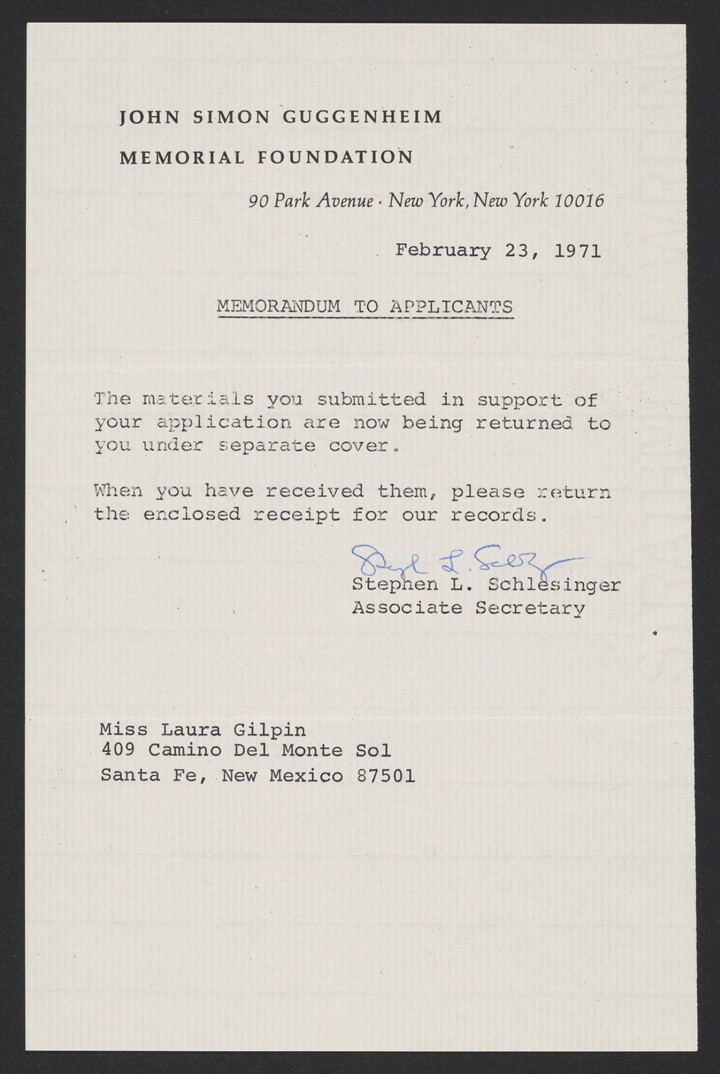 JOHN SIMON GUGGENHEIM
MEMORIAL FOUNDATION
90 Park Avenue · New York, New York 10016
February 23, 1971
MEMORANDUM TO APPLICANTS
The materials you submitted in support of
your application are now being returned to
you under separate cover.
When you have received them, please return
the enclosed receipt for our records.
Stephen L. Schlesinger
Associate Secretary
Miss Laura Gilpin
409 Camino Del Monte Sol
Santa Fe, New Mexico 87501